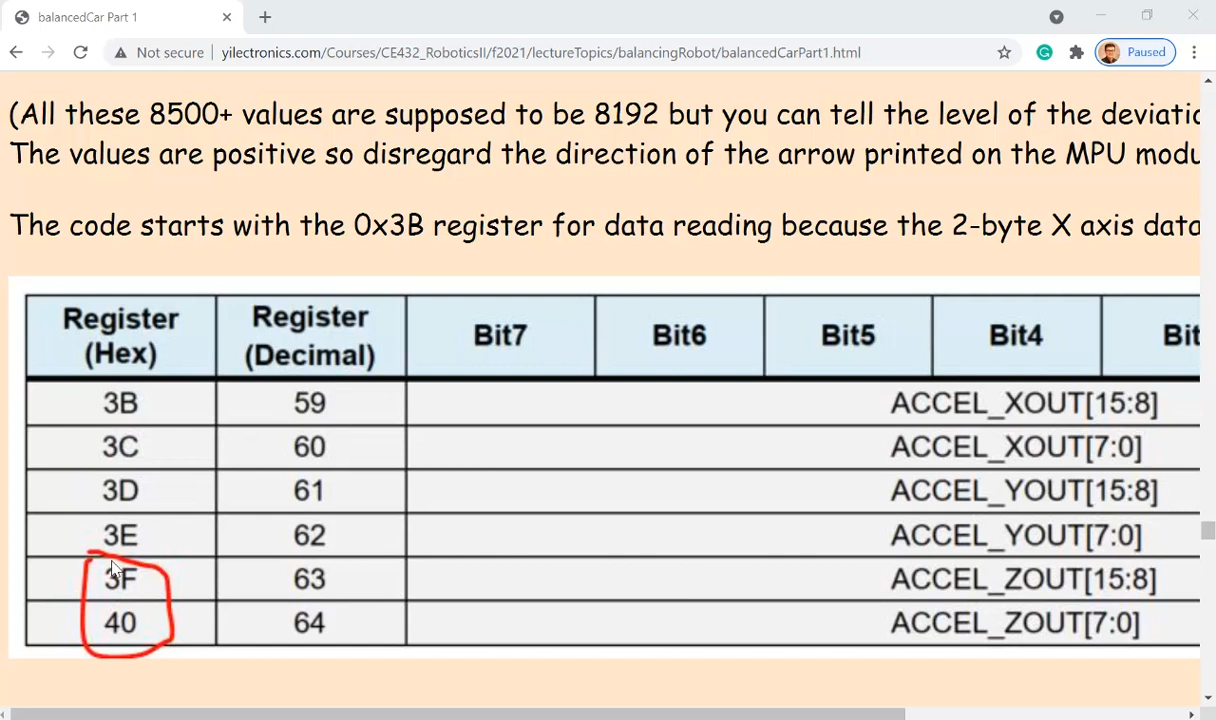 balancedCar Part 1
Not secure
yilectronics.com/Courses/CE432_RoboticsII/f2021/lectureTopics/balancingRobot/balancedCarPart1.html
Paused
(All these 8500+ values are supposed to be 8192 but you can tell the level of the deviatic
The values are positive so disregard the direction of the arrow printed on the MPU modu
The code starts with the 0x3B register for data reading because the 2-byte X axis data
Register (Hex) Register (Decimal) Bit7 Bit6 Bit5 Bit4 Bit
3B 59 ACCEL_XOUT[15:8]
3C 60 ACCEL_XOUT[7:0]
3D 61 ACCEL_YOUT[15:8]
3E 62 ACCEL_YOUT[7:0]
3F 63 ACCEL_ZOUT[15:8]
40 64 ACCEL_ZOUT[7:0]